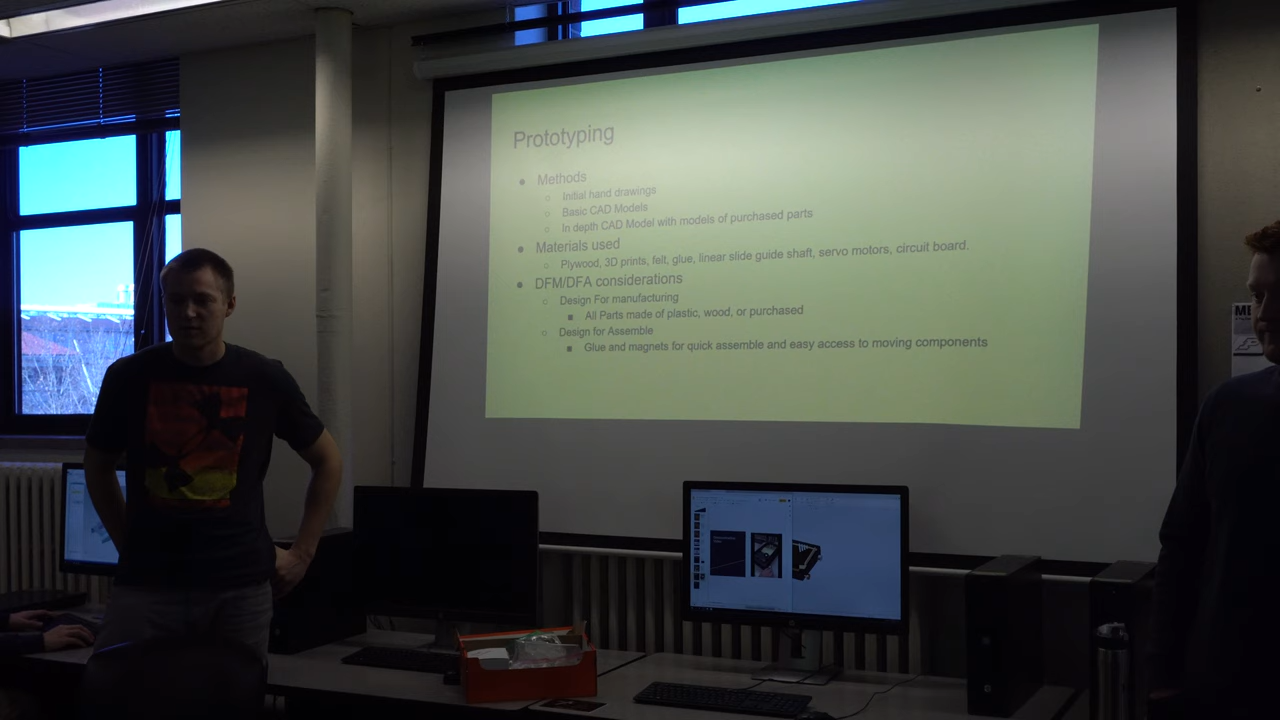 Prototyping
● Methods
○ Initial hand drawings
○ Basic CAD Models
○ In depth CAD Model with models of purchased parts
● Materials used
○ Plywood, 3D prints, felt, glue, linear slide guide shaft, servo motors, circuit board.
● DFM/DFA considerations
○ Design For manufacturing
■ All Parts made of plastic, wood, or purchased
○ Design for Assemble
■ Glue and magnets for quick assemble and easy access to moving components